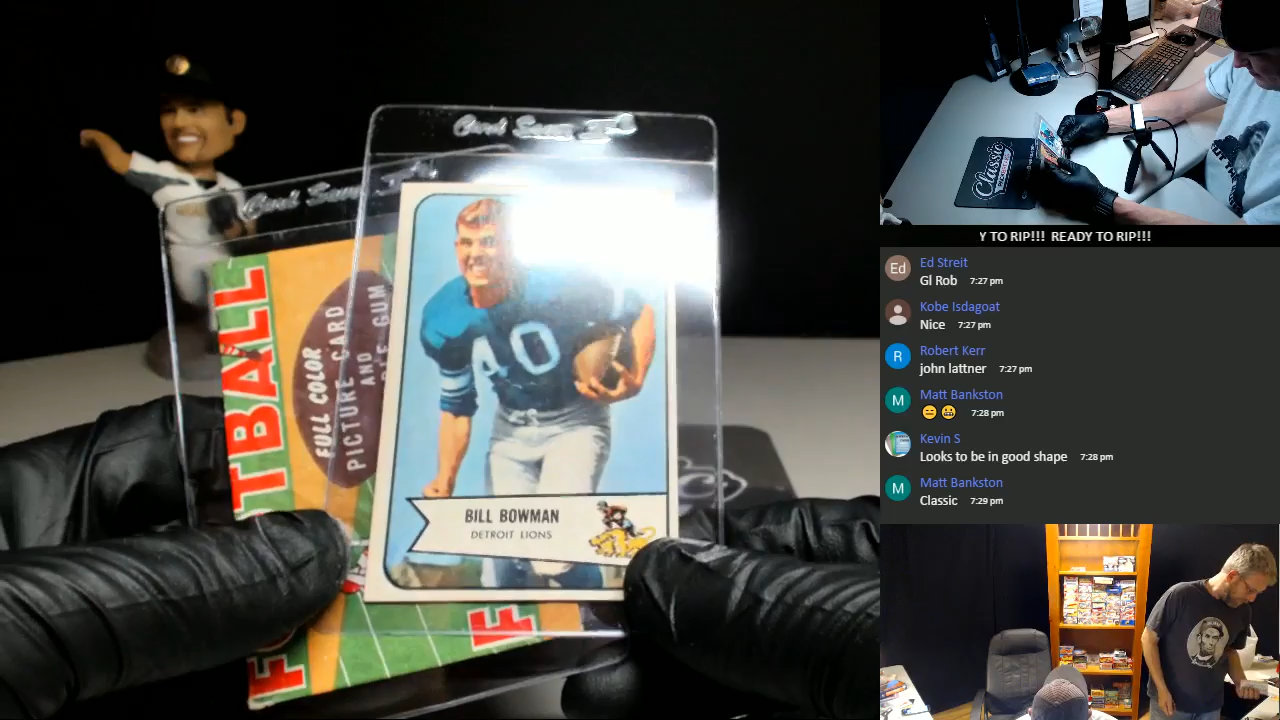 Card Saver II
Card Saver
TBALL
FULL COLOR
PICTURE CARD
AND
GUM
40
BILL BOWMAN
DETROIT LIONS
F
F
Classic
Y TO RIP!!! READY TO RIP!!!
Ed
Ed Streit
Gl Rob 7:27 pm
Kobe Isdagoat
Nice 7:27 pm
R
Robert Kerr
john lattner 7:27 pm
M
Matt Bankston
😑 😬 7:28 pm
Kevin S
Looks to be in good shape 7:28 pm
M
Matt Bankston
Classic 7:29 pm